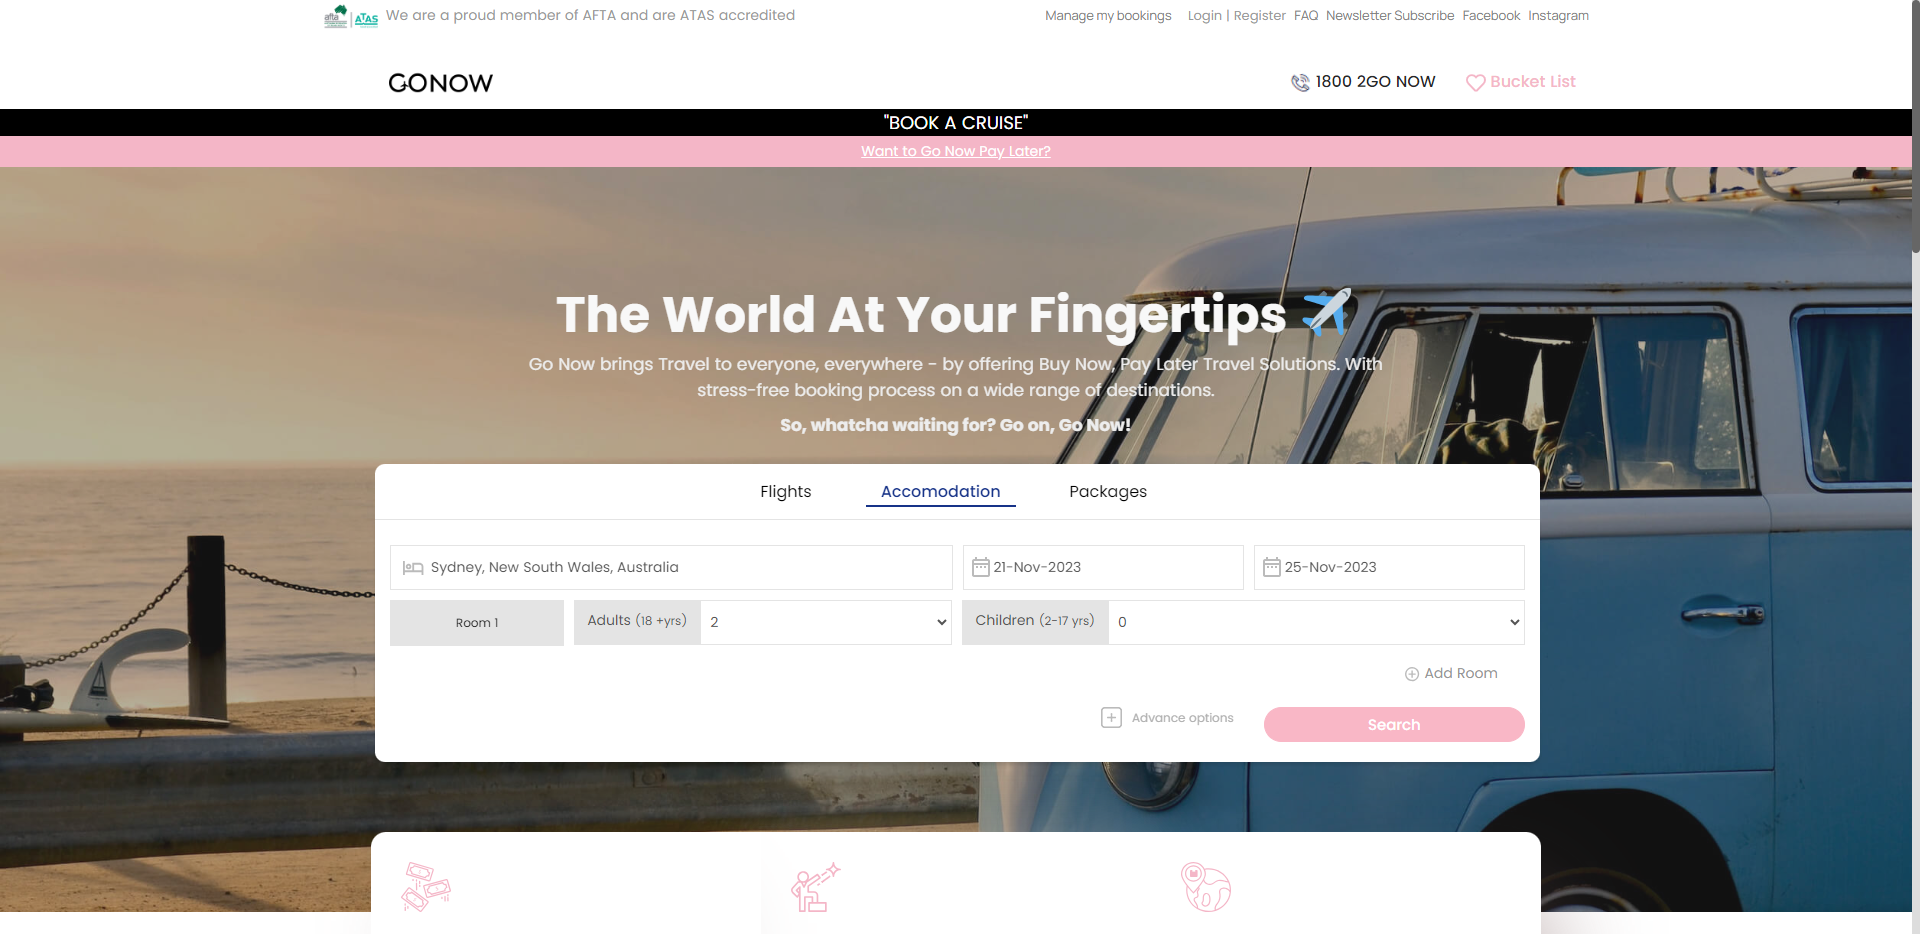 afta ATAS We are a proud member of AFTA and are ATAS accredited
Manage my bookings Login | Register FAQ Newsletter Subscribe Facebook Instagram
GONOW
1800 2GO NOW Bucket List
"BOOK A CRUISE"
Want to Go Now Pay Later?
The World At Your Fingertips
Go Now brings Travel to everyone, everywhere - by offering Buy Now, Pay Later Travel Solutions. With
stress-free booking process on a wide range of destinations.
So, whatcha waiting for? Go on, Go Now!
Flights Accomodation Packages
Sydney, New South Wales, Australia 21-Nov-2023 25-Nov-2023
Room 1 Adults (18 +yrs) 2 Children (2-17 yrs) 0
Add Room
Advance options Search